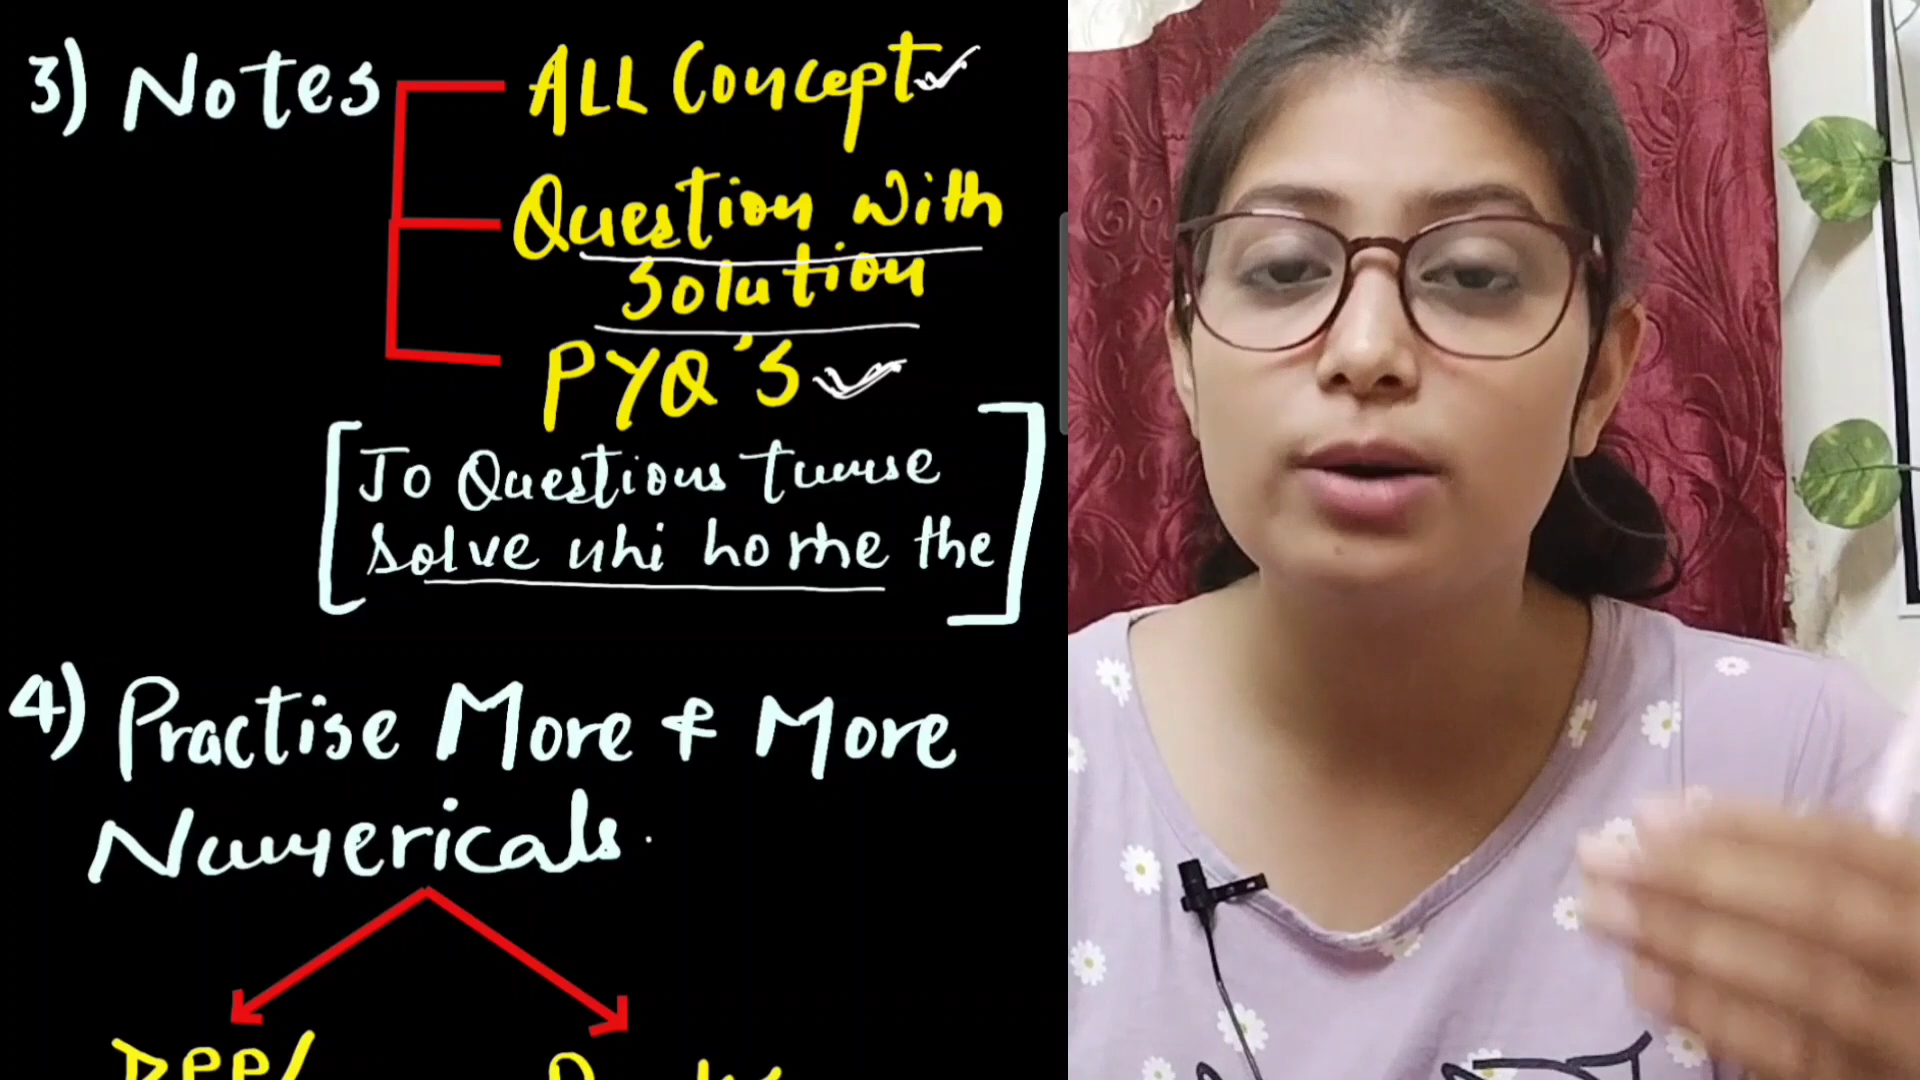 3) Notes
ALL Concept
Question with
solution
PYQ'S
[Jo Questions tumse
solve nhi ho rhe the]
4) Practise More & More
Numericals.
DPP/